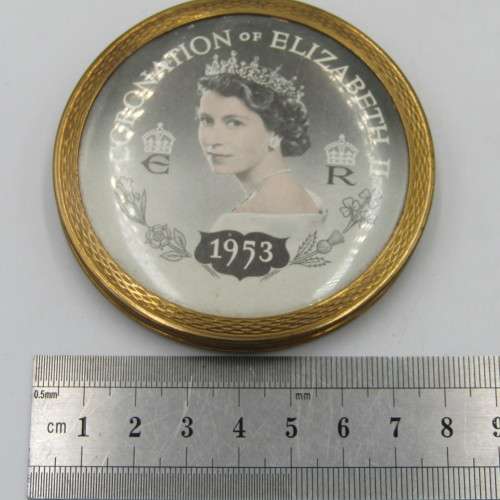 CORONATION OF ELIZABETH II
E R
1953
0.5mm mm
cm 1 2 3 4 5 6 7 8 9